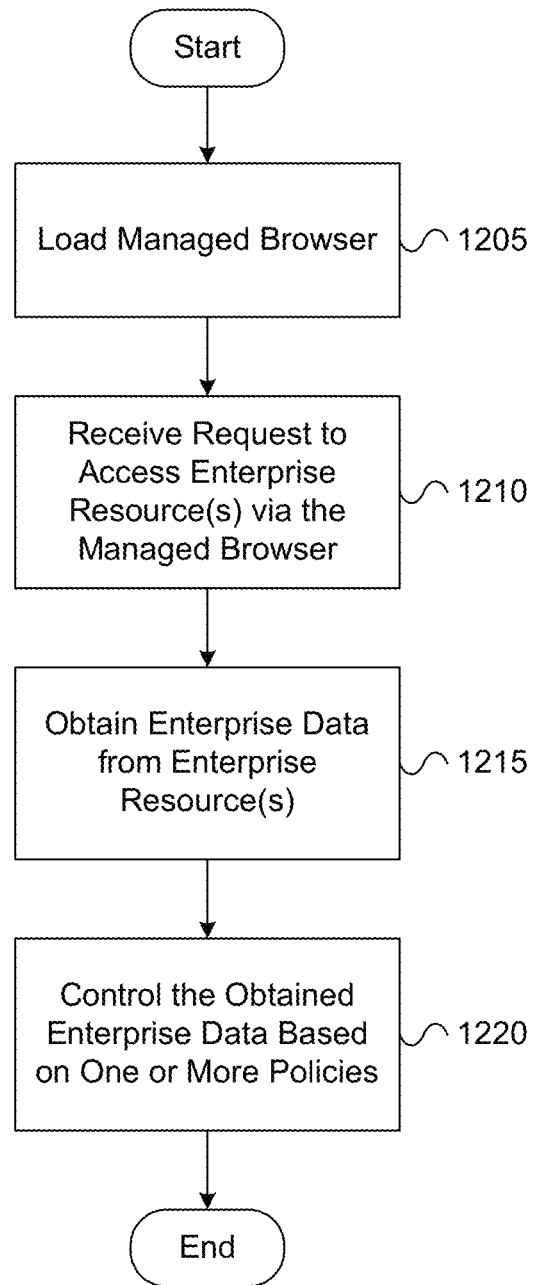 Start
Load Managed Browser
1205
Receive Request to
Access Enterprise
Resource(s) via the
Managed Browser
1210
Obtain Enterprise Data
from Enterprise
Resource(s)
1215
Control the Obtained
Enterprise Data Based
on One or More Policies
1220
End